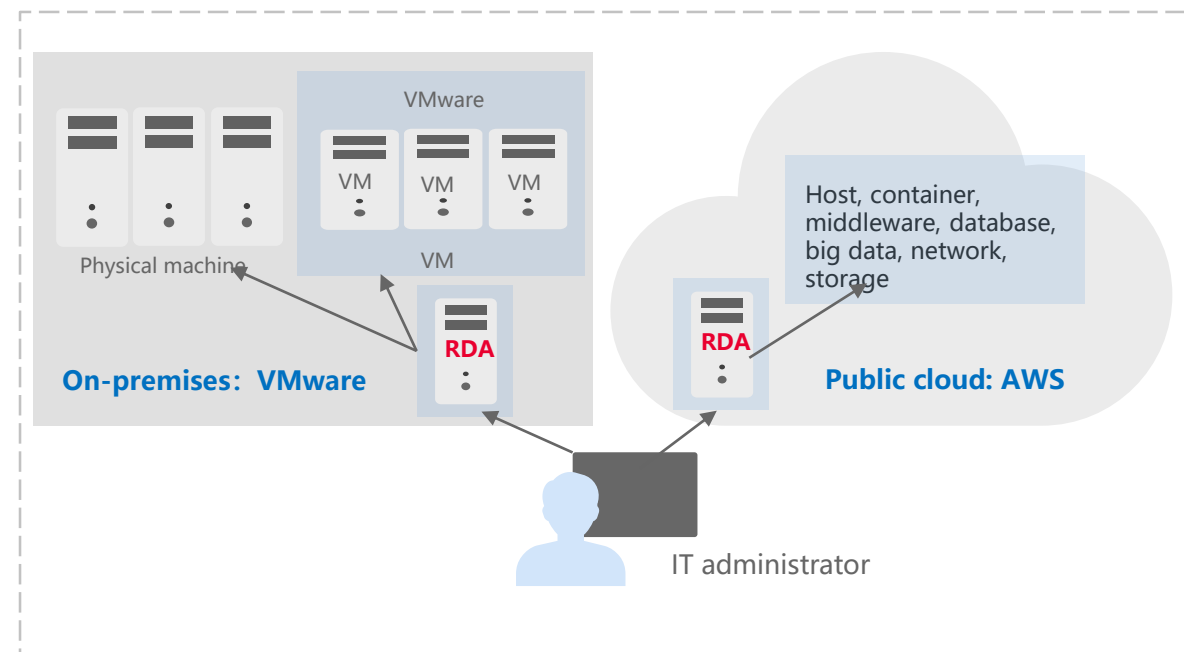 VMware
VM
VM
VM
Physical machine
VM
RDA
On-premises：VMware
Host, container,
middleware, database,
big data, network,
storage
RDA
Public cloud: AWS
IT administrator